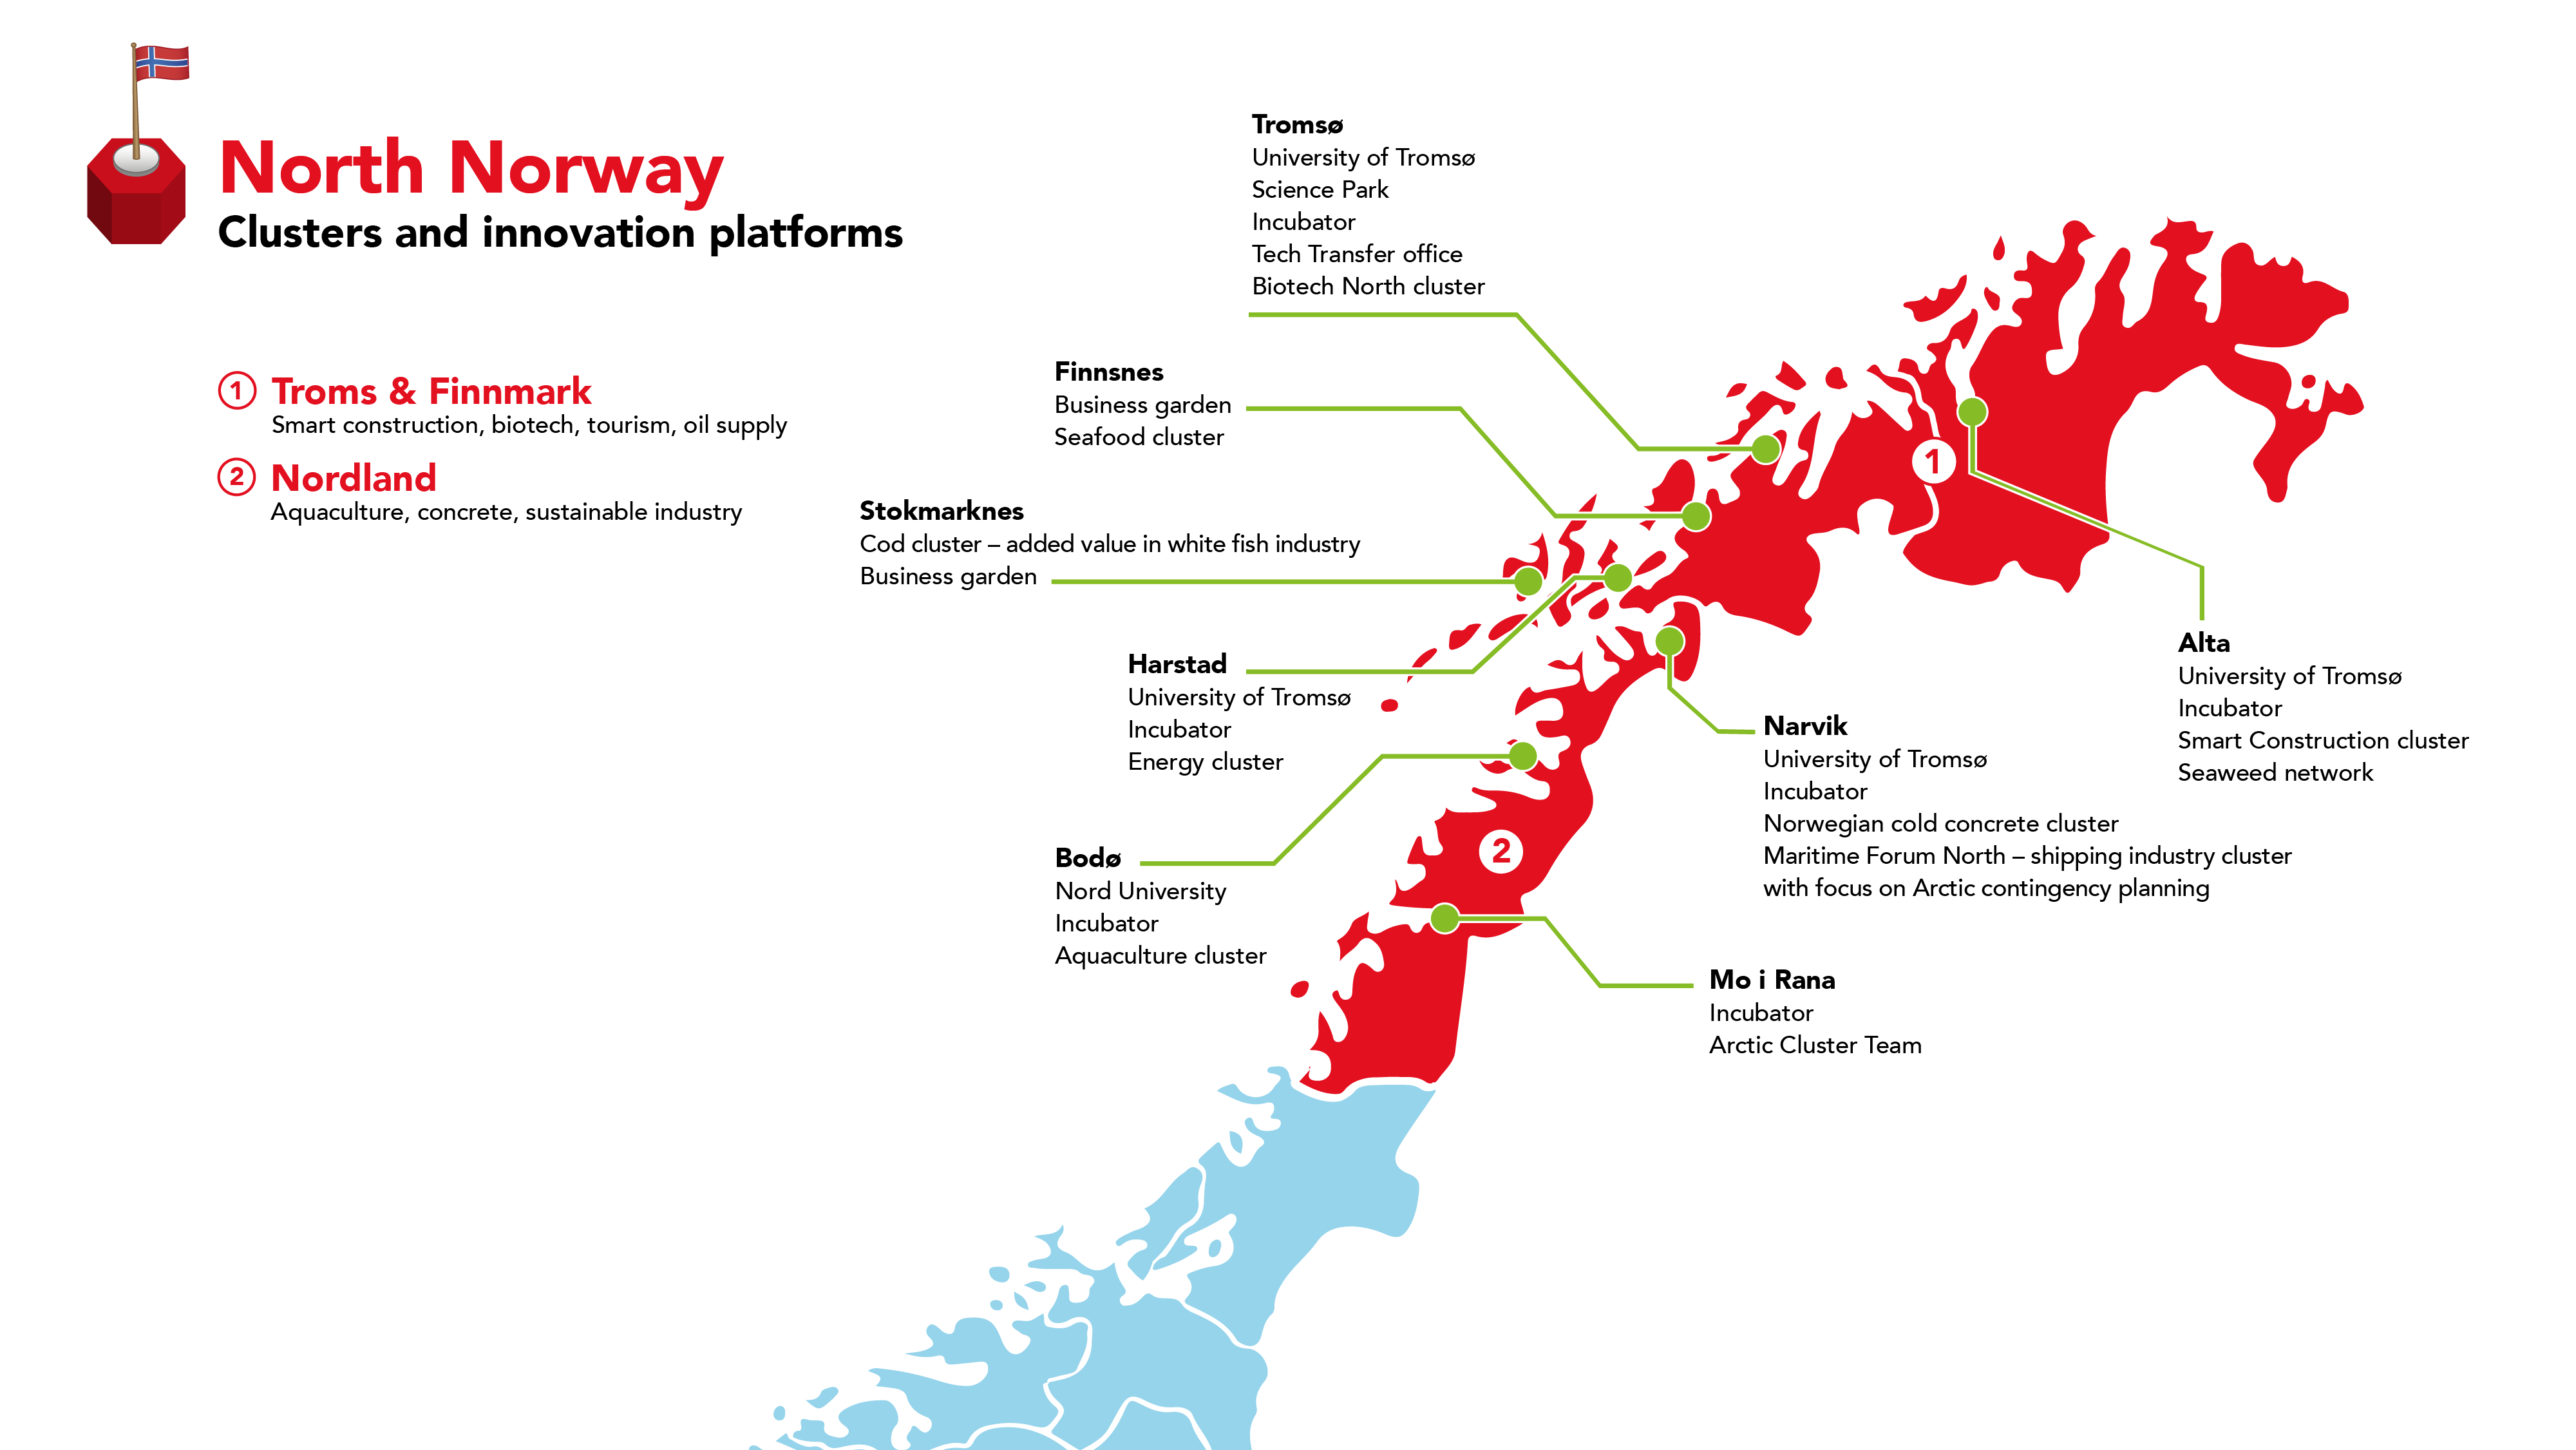 North Norway
Clusters and innovation platforms
1 Troms & Finnmark
Smart construction, biotech, tourism, oil supply
2 Nordland
Aquaculture, concrete, sustainable industry
Tromsø
University of Tromsø
Science Park
Incubator
Tech Transfer office
Biotech North cluster
Finnsnes
Business garden
Seafood cluster
Stokmarknes
Cod cluster – added value in white fish industry
Business garden
Harstad
University of Tromsø
Incubator
Energy cluster
Bodø
Nord University
Incubator
Aquaculture cluster
1
2
Alta
University of Tromsø
Incubator
Smart Construction cluster
Seaweed network
Narvik
University of Tromsø
Incubator
Norwegian cold concrete cluster
Maritime Forum North – shipping industry cluster
with focus on Arctic contingency planning
Mo i Rana
Incubator
Arctic Cluster Team